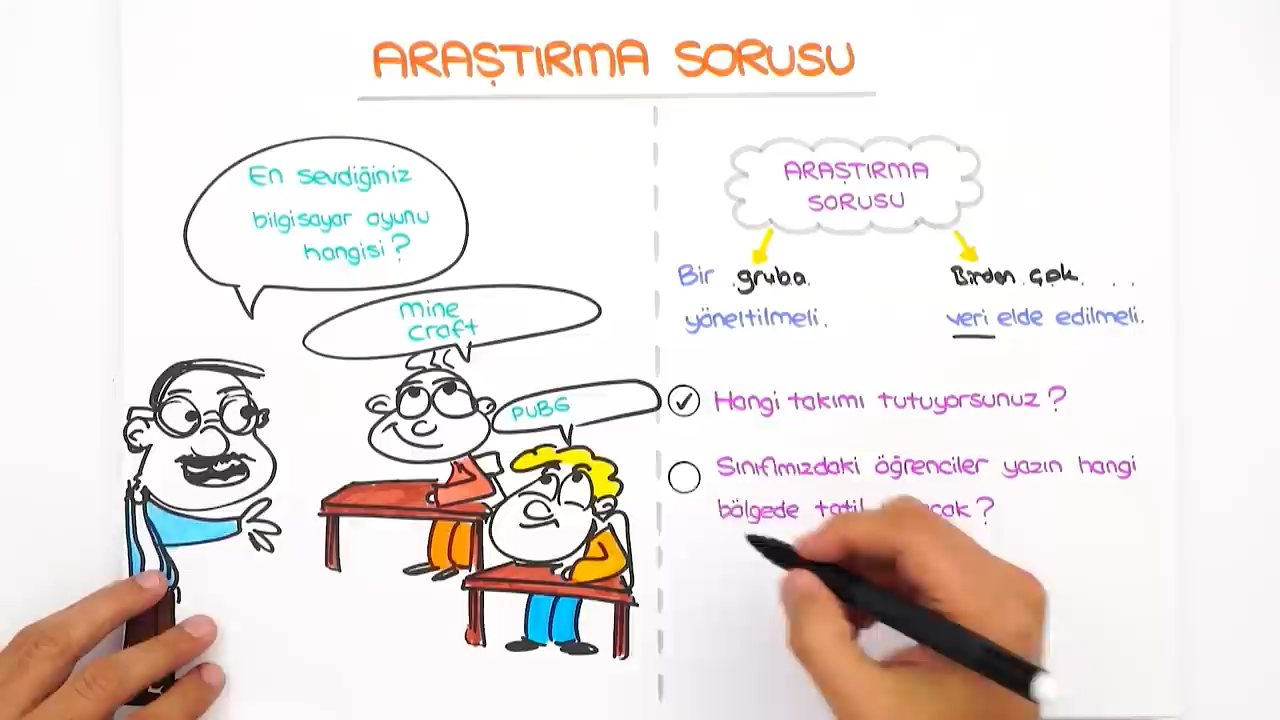 ARAŞTIRMA SORUSU
En sevdiğiniz
bilgisayar oyunu
hangisi?
mine
craft
PUBG
ARAŞTIRMA
SORUSU
Bir gruba
yöneltilmeli.
Birden çok
veri elde edilmeli.
Hangi takımı tutuyorsunuz?
Sınıfımızdaki öğrenciler yazın hangi
bölgede tatil ?